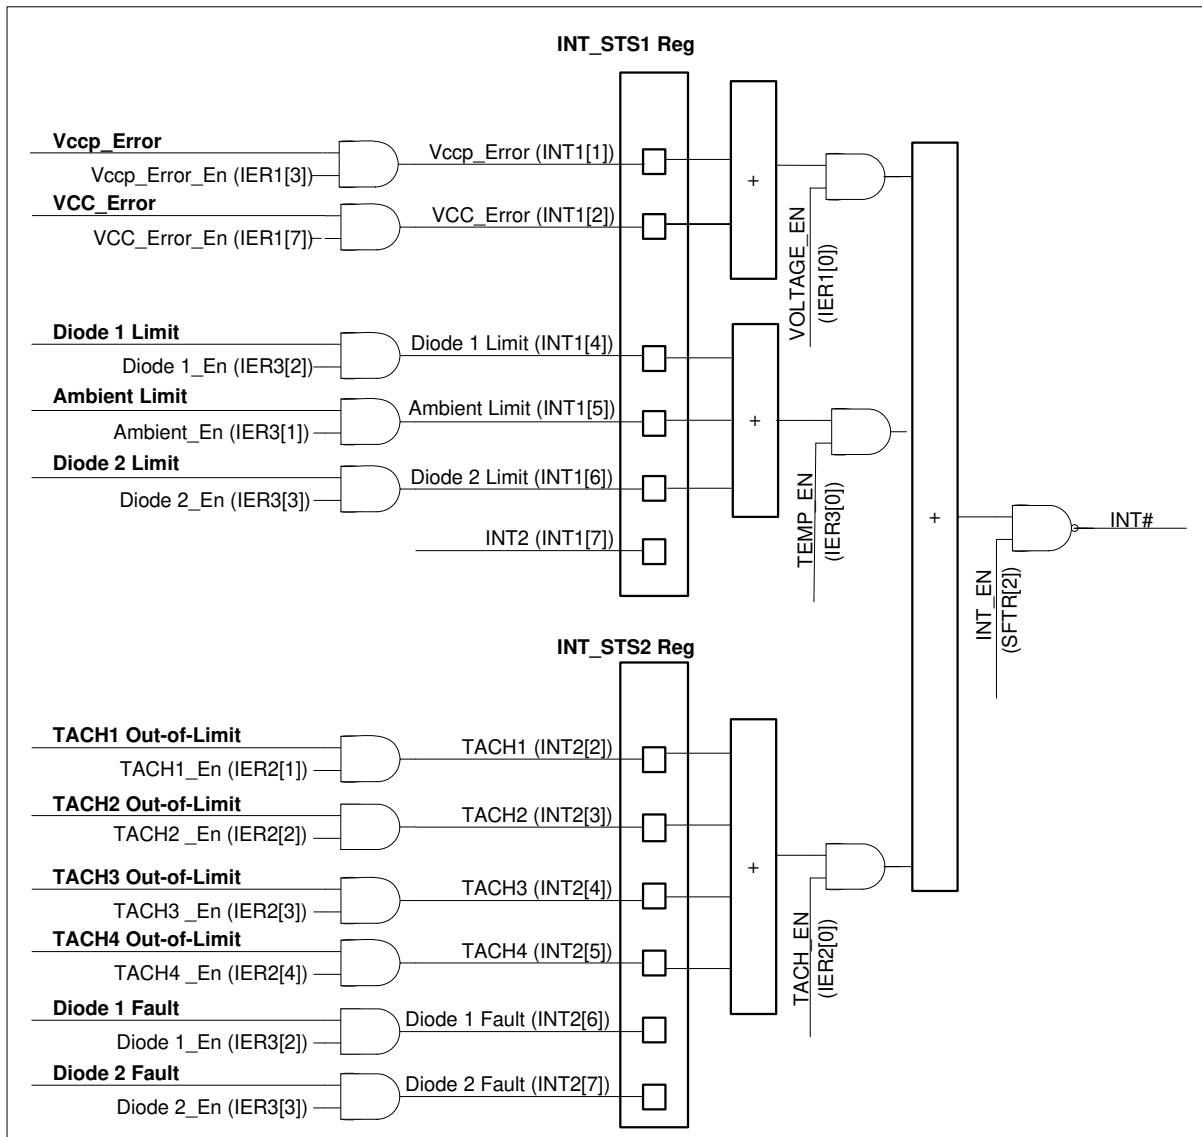 INT_STS1 Reg
Vccp_Error
Vccp_Error_En (IER1[3])
Vccp_Error (INT1[1])
VCC_Error
VCC_Error_En (IER1[7])
VCC_Error (INT1[2])
+
VOLTAGE_EN
(IER1[0])
Diode 1 Limit
Diode 1_En (IER3[2])
Diode 1 Limit (INT1[4])
Ambient Limit
Ambient_En (IER3[1])
Ambient Limit (INT1[5])
Diode 2 Limit
Diode 2_En (IER3[3])
Diode 2 Limit (INT1[6])
INT2 (INT1[7])
+
TEMP_EN
(IER3[0])
+
INT#
INT_EN
(SFTR[2])
INT_STS2 Reg
TACH1 Out-of-Limit
TACH1_En (IER2[1])
TACH1 (INT2[2])
TACH2 Out-of-Limit
TACH2 _En (IER2[2])
TACH2 (INT2[3])
TACH3 Out-of-Limit
TACH3 _En (IER2[3])
TACH3 (INT2[4])
TACH4 Out-of-Limit
TACH4 _En (IER2[4])
TACH4 (INT2[5])
+
TACH_EN
(IER2[0])
Diode 1 Fault
Diode 1_En (IER3[2])
Diode 1 Fault (INT2[6])
Diode 2 Fault
Diode 2_En (IER3[3])
Diode 2 Fault (INT2[7])